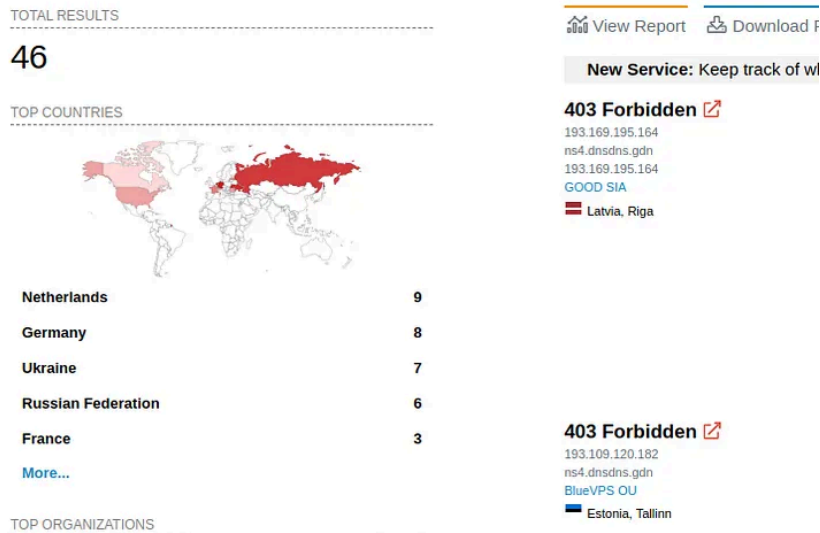 TOTAL RESULTS
46
TOP COUNTRIES
Netherlands 9
Germany 8
Ukraine 7
Russian Federation 6
France 3
More...
TOP ORGANIZATIONS
View Report Download
New Service: Keep track of
403 Forbidden
193.169.195.164
ns4.dnsdns.gdn
193.169.195.164
GOOD SIA
Latvia, Riga
403 Forbidden
193.109.120.182
ns4.dnsdns.gdn
BlueVPS OU
Estonia, Tallinn